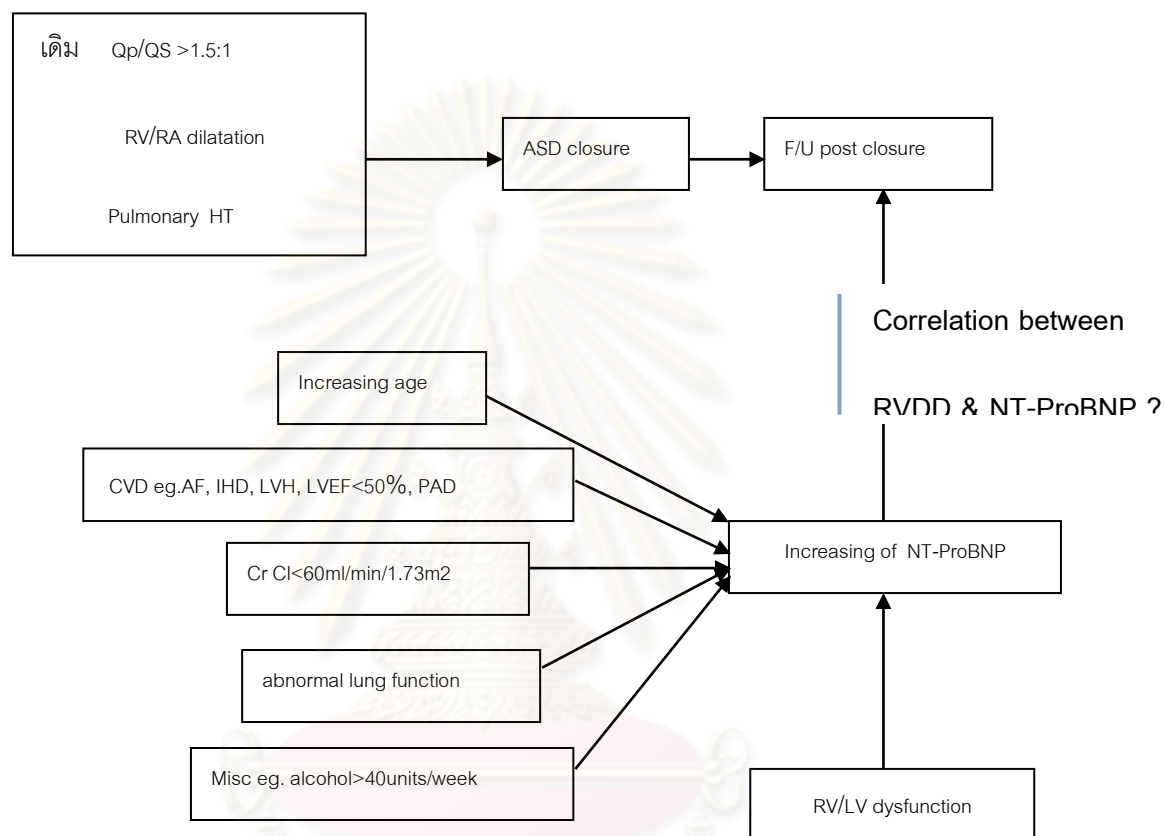 เดิม Qp/QS >1.5:1
RV/RA dilatation
Pulmonary HT
ASD closure
F/U post closure
Correlation between
RVDD & NT-ProBNP ?
Increasing age
CVD eg.AF, IHD, LVH, LVEF<50%, PAD
Cr Cl<60ml/min/1.73m2
abnormal lung function
Misc eg. alcohol>40units/week
Increasing of NT-ProBNP
RV/LV dysfunction